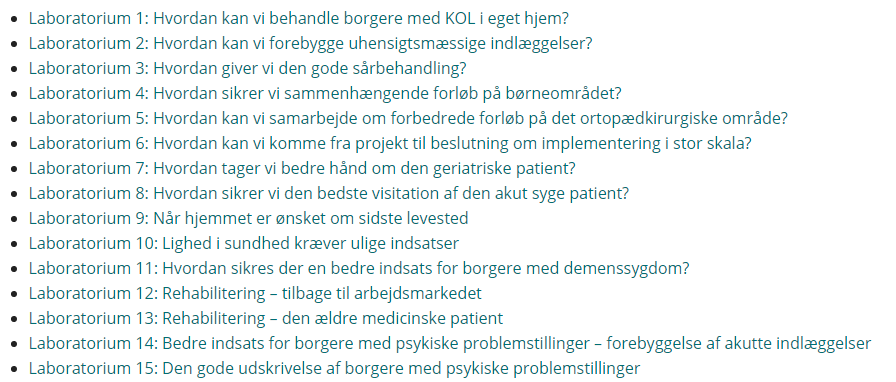 Laboratorium 1: Hvordan kan vi behandle borgere med KOL i eget hjem?
Laboratorium 2: Hvordan kan vi forebygge uhensigtsmæssige indlæggelser?
Laboratorium 3: Hvordan giver vi den gode sårbehandling?
Laboratorium 4: Hvordan sikrer vi sammenhængende forløb på børneområdet?
Laboratorium 5: Hvordan kan vi samarbejde om forbedrede forløb på det ortopædkirurgiske område?
Laboratorium 6: Hvordan kan vi komme fra projekt til beslutning om implementering i stor skala?
Laboratorium 7: Hvordan tager vi bedre hånd om den geriatriske patient?
Laboratorium 8: Hvordan sikrer vi den bedste visitation af den akut syge patient?
Laboratorium 9: Når hjemmet er ønsket om sidste levested
Laboratorium 10: Lighed i sundhed kræver ulige indsatser
Laboratorium 11: Hvordan sikres der en bedre indsats for borgere med demenssygdom?
Laboratorium 12: Rehabilitering – tilbage til arbejdsmarkedet
Laboratorium 13: Rehabilitering – den ældre medicinske patient
Laboratorium 14: Bedre indsats for borgere med psykiske problemstillinger – forebyggelse af akutte indlæggelser
Laboratorium 15: Den gode udskrivelse af borgere med psykiske problemstillinger